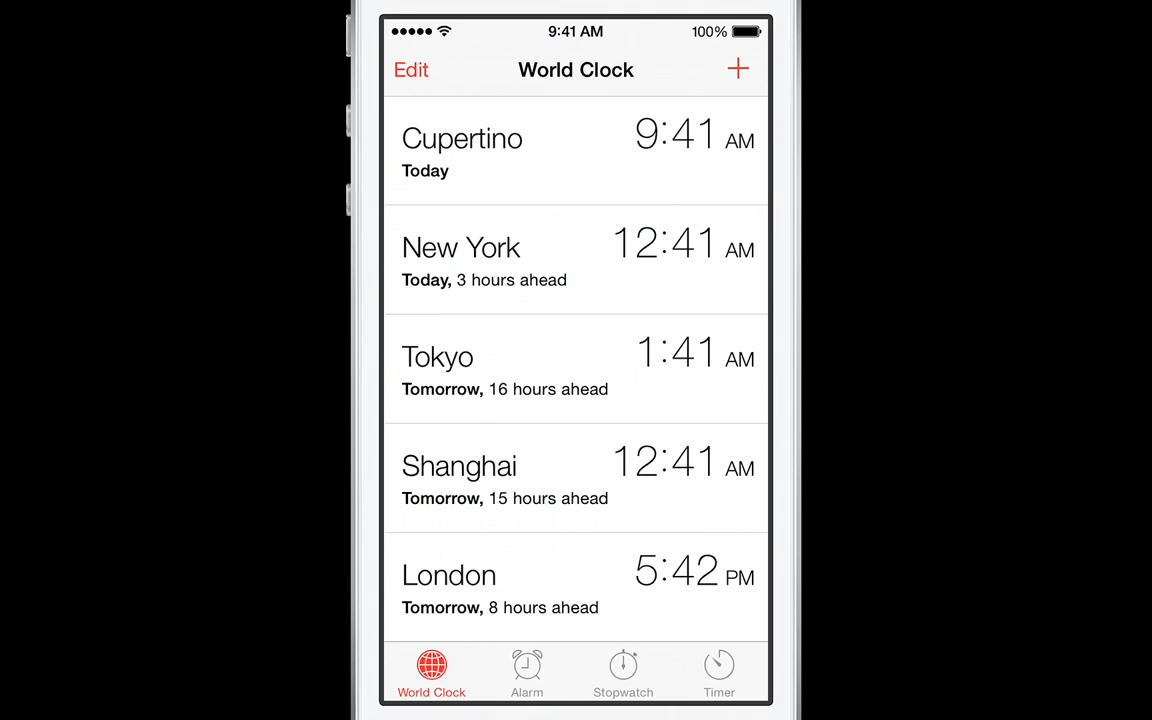 9:41 AM 100%
Edit World Clock +
Cupertino 9:41 AM
Today
New York 12:41 AM
Today, 3 hours ahead
Tokyo 1:41 AM
Tomorrow, 16 hours ahead
Shanghai 12:41 AM
Tomorrow, 15 hours ahead
London 5:42 PM
Tomorrow, 8 hours ahead
World Clock Alarm Stopwatch Timer